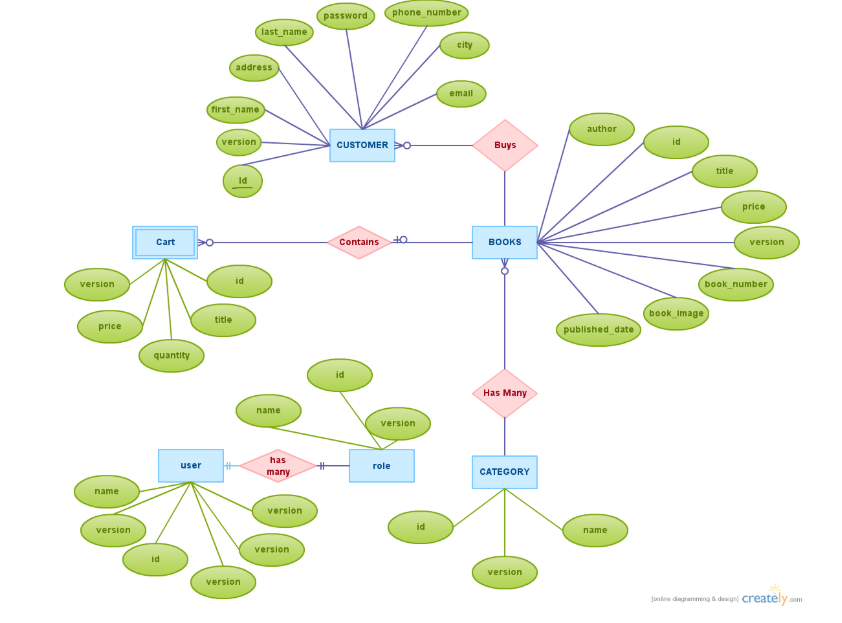 password
phone_number
last_name
city
address
email
first_name
version
Id
CUSTOMER
Buys
author
id
title
price
version
book_number
book_image
published_date
BOOKS
Contains
Cart
version
id
price
title
quantity
Has Many
id
name
version
user
has
many
role
name
version
id
version
version
version
CATEGORY
id
name
version
[online diagramming & design] creately.com